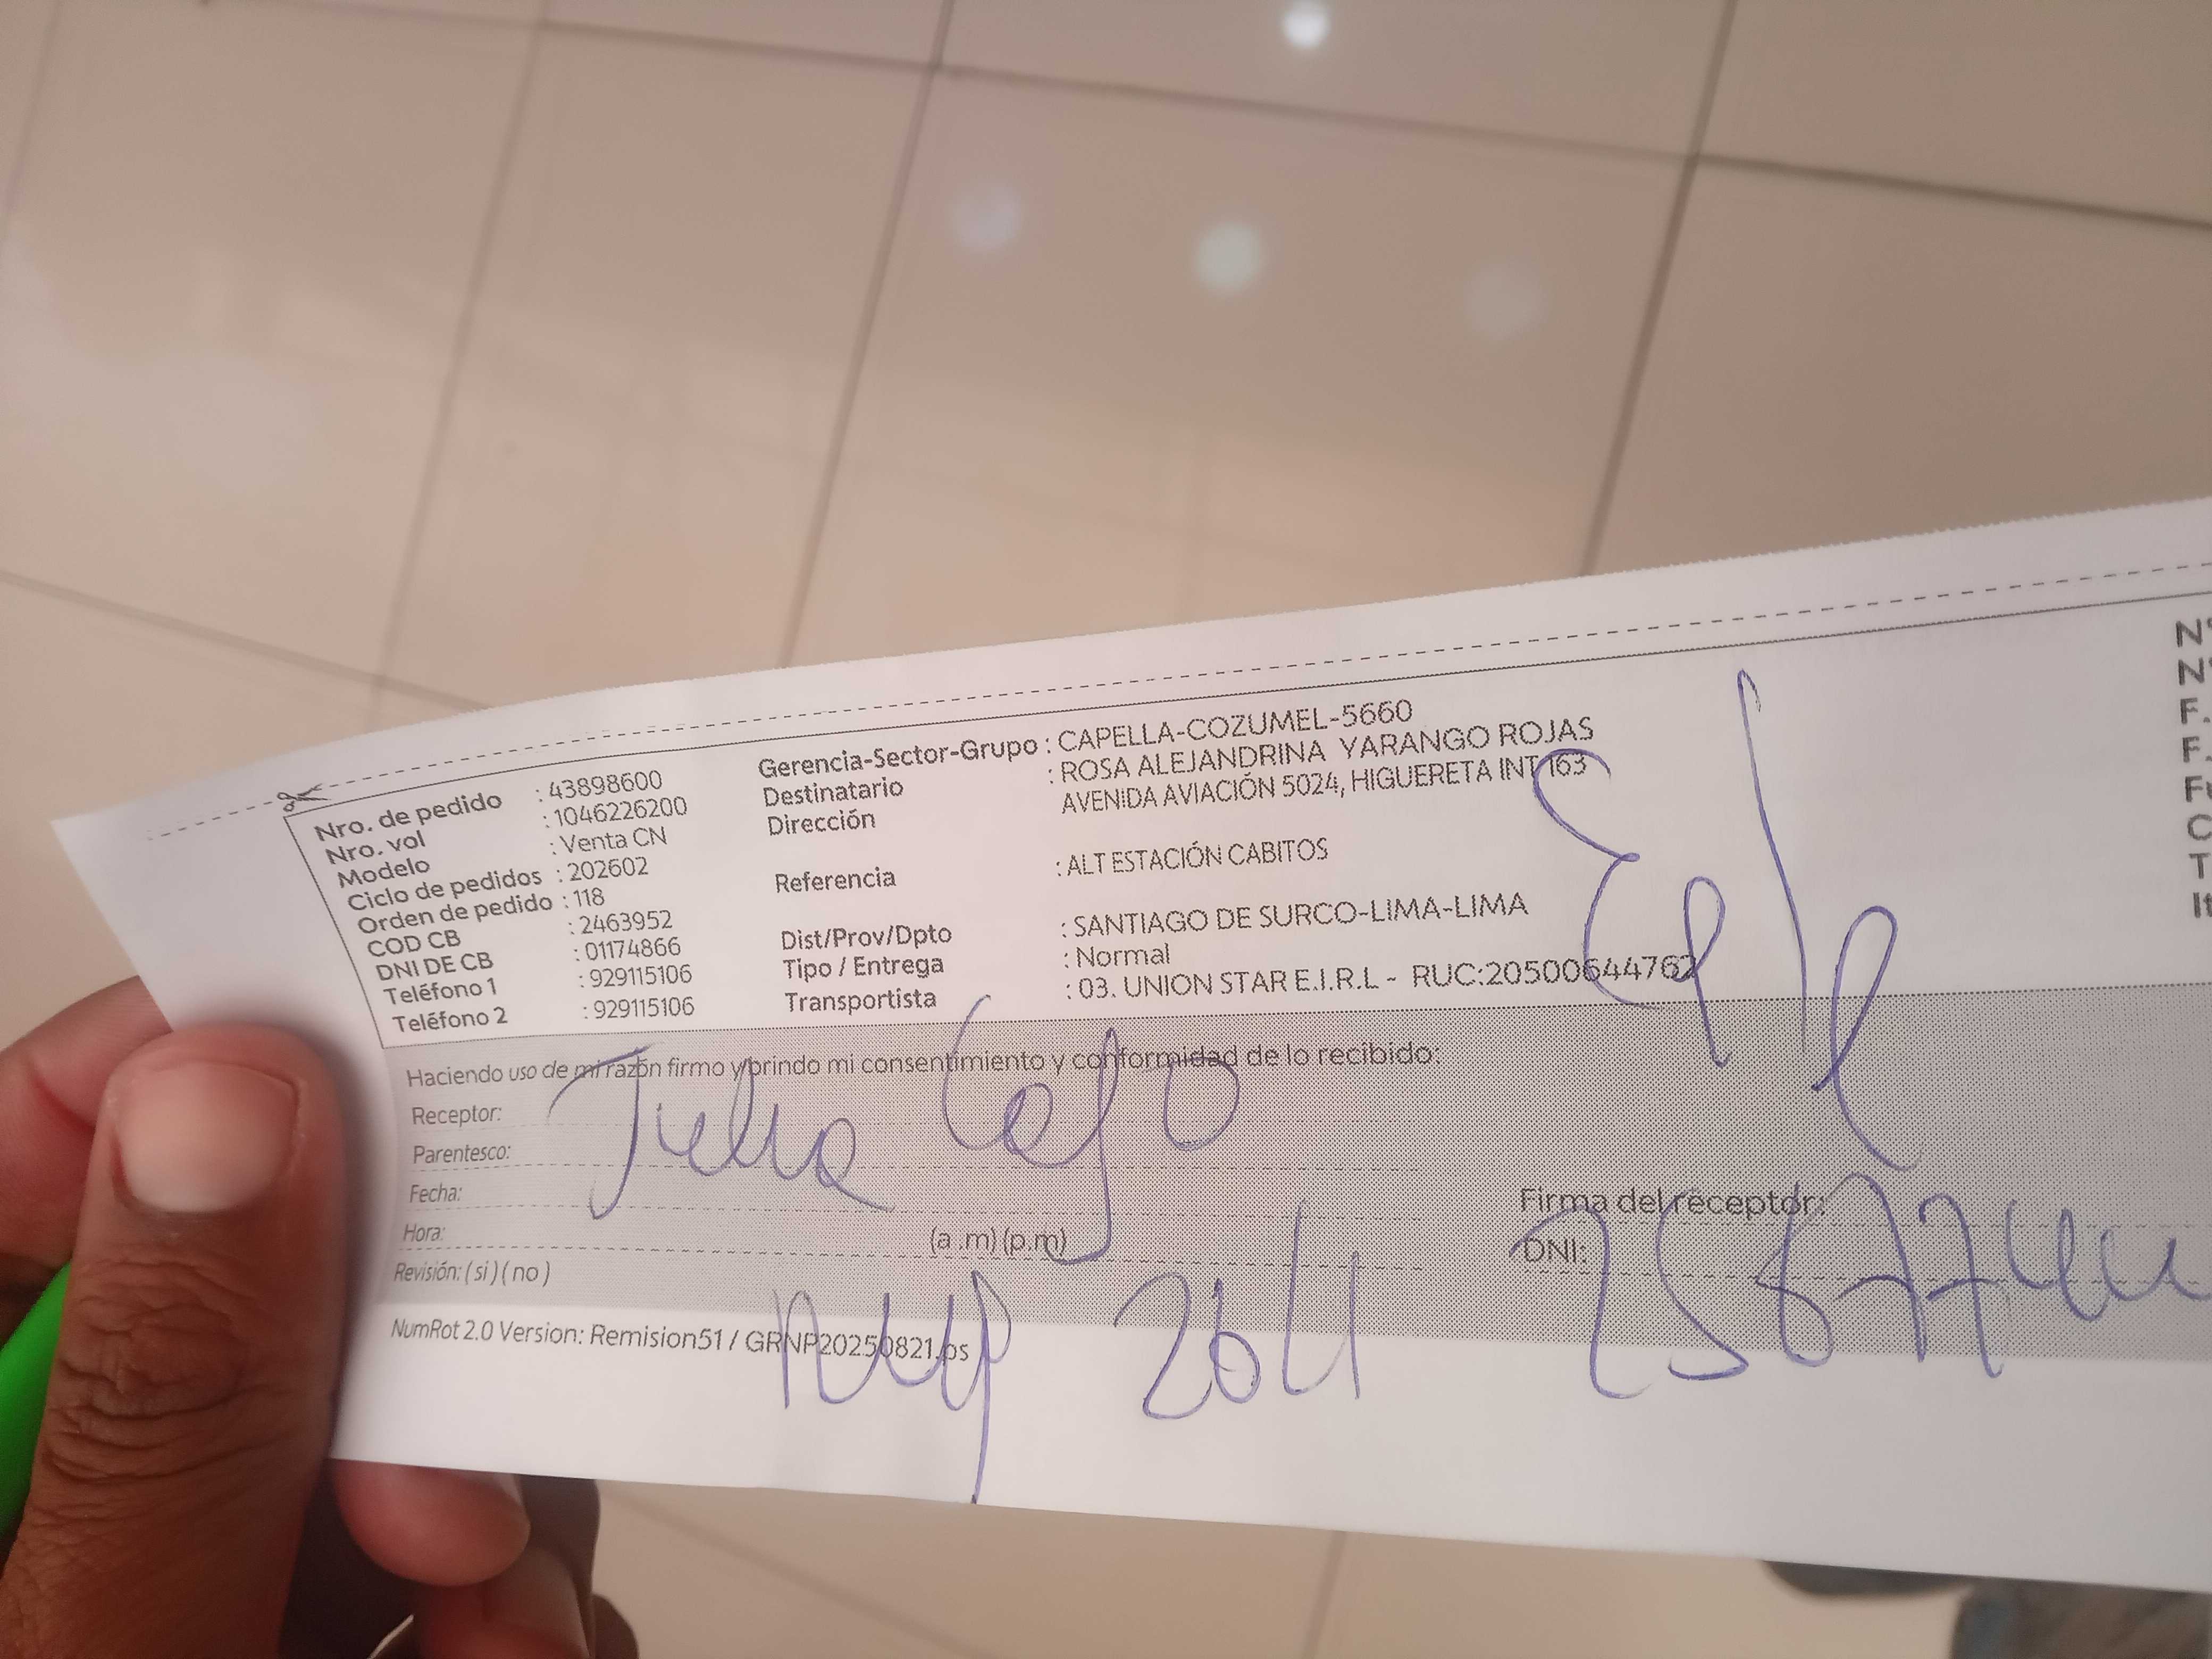 Nro. de pedido : 43898600
Nro. vol : 1046226200
Modelo : Venta CN
Ciclo de pedidos : 202602
Orden de pedido : 118
COD CB : 2463952
DNI DE CB : 01174866
Teléfono 1 : 929115106
Teléfono 2 : 929115106
Gerencia-Sector-Grupo : CAPELLA-COZUMEL-5660
Destinatario : ROSA ALEJANDRINA YARANGO ROJAS
Dirección AVENIDA AVIACIÓN 5024, HIGUERETA INT 163
Referencia : ALT ESTACIÓN CABITOS
Dist/Prov/Dpto : SANTIAGO DE SURCO-LIMA-LIMA
Tipo / Entrega : Normal
Transportista : 03. UNION STAR E.I.R.L - RUC:20500644762
Haciendo uso de mi razón firmo y brindo mi consentimiento y conformidad de lo recibido:
Receptor:
Parentesco:
Fecha:
Hora: (a.m) (p.m)
Revisión: ( si ) ( no )
Firma del receptor:
DNI:
NumRot 2.0 Version: Remision51 / GRNP20250821.ps